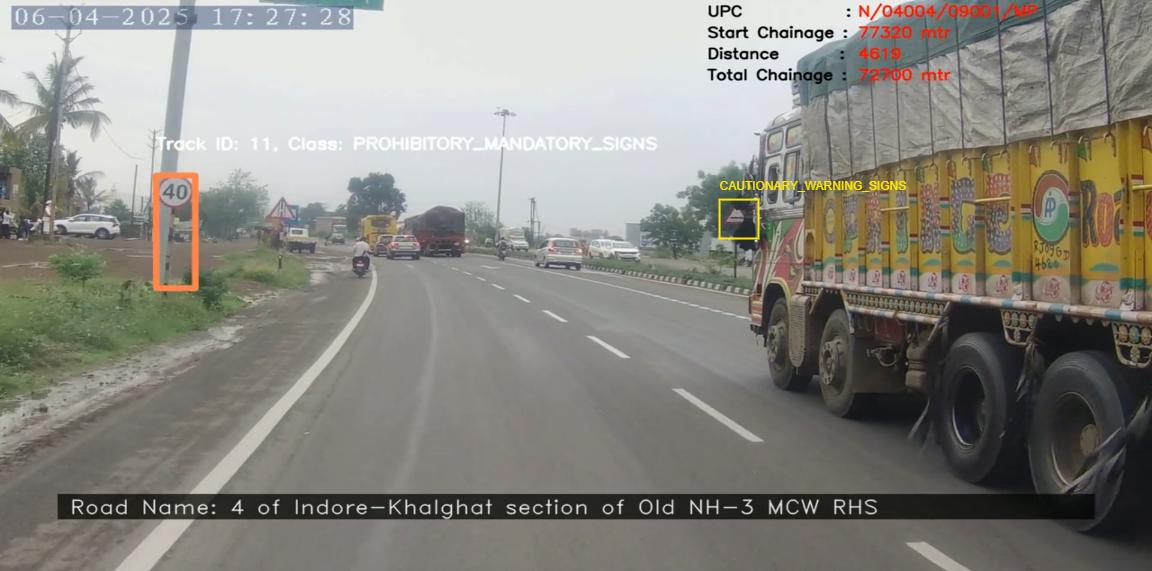 06-04-2025 17:27:28
UPC : N/04004/09001/MP
Start Chainage : 77320 mtr
Distance : 4619
Total Chainage : 72700 mtr
Track ID: 11, Class: PROHIBITORY_MANDATORY_SIGNS
40
CAUTIONARY_WARNING_SIGNS
Road Name: 4 of Indore-Khalghat section of Old NH-3 MCW RHS